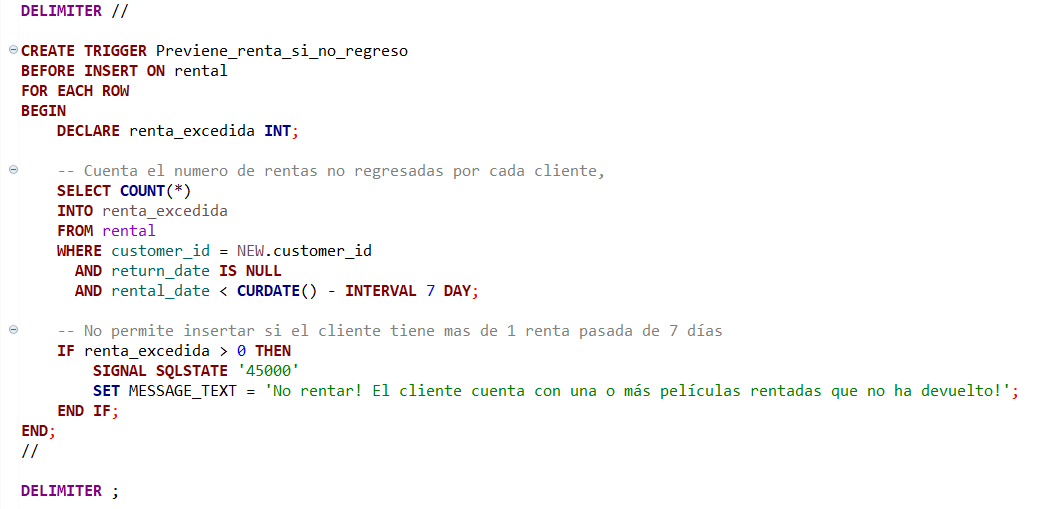 DELIMITER //
CREATE TRIGGER Previene_renta_si_no_regreso
BEFORE INSERT ON rental
FOR EACH ROW
BEGIN
DECLARE renta_excedida INT;
-- Cuenta el numero de rentas no regresadas por cada cliente,
SELECT COUNT(*)
INTO renta_excedida
FROM rental
WHERE customer_id = NEW.customer_id
AND return_date IS NULL
AND rental_date < CURDATE() - INTERVAL 7 DAY;
-- No permite insertar si el cliente tiene mas de 1 renta pasada de 7 días
IF renta_excedida > 0 THEN
SIGNAL SQLSTATE '45000'
SET MESSAGE_TEXT = 'No rentar! El cliente cuenta con una o más películas rentadas que no ha devuelto!';
END IF;
END;
//
DELIMITER ;